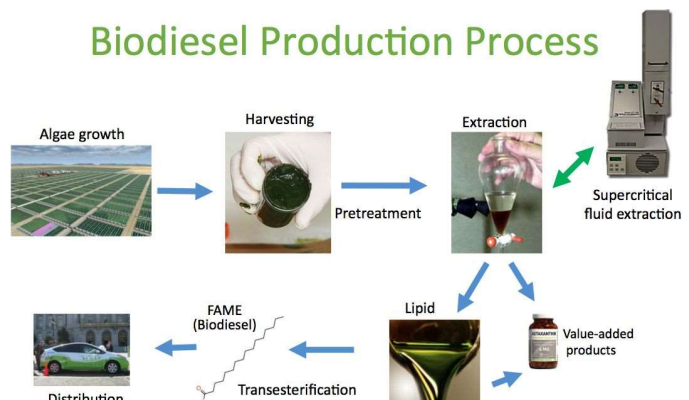 Biodiesel Production Process
Algae growth
Harvesting
Pretreatment
Extraction
Supercritical
fluid extraction
Lipid
Value-added
products
Transesterification
FAME
(Biodiesel)
Distribution